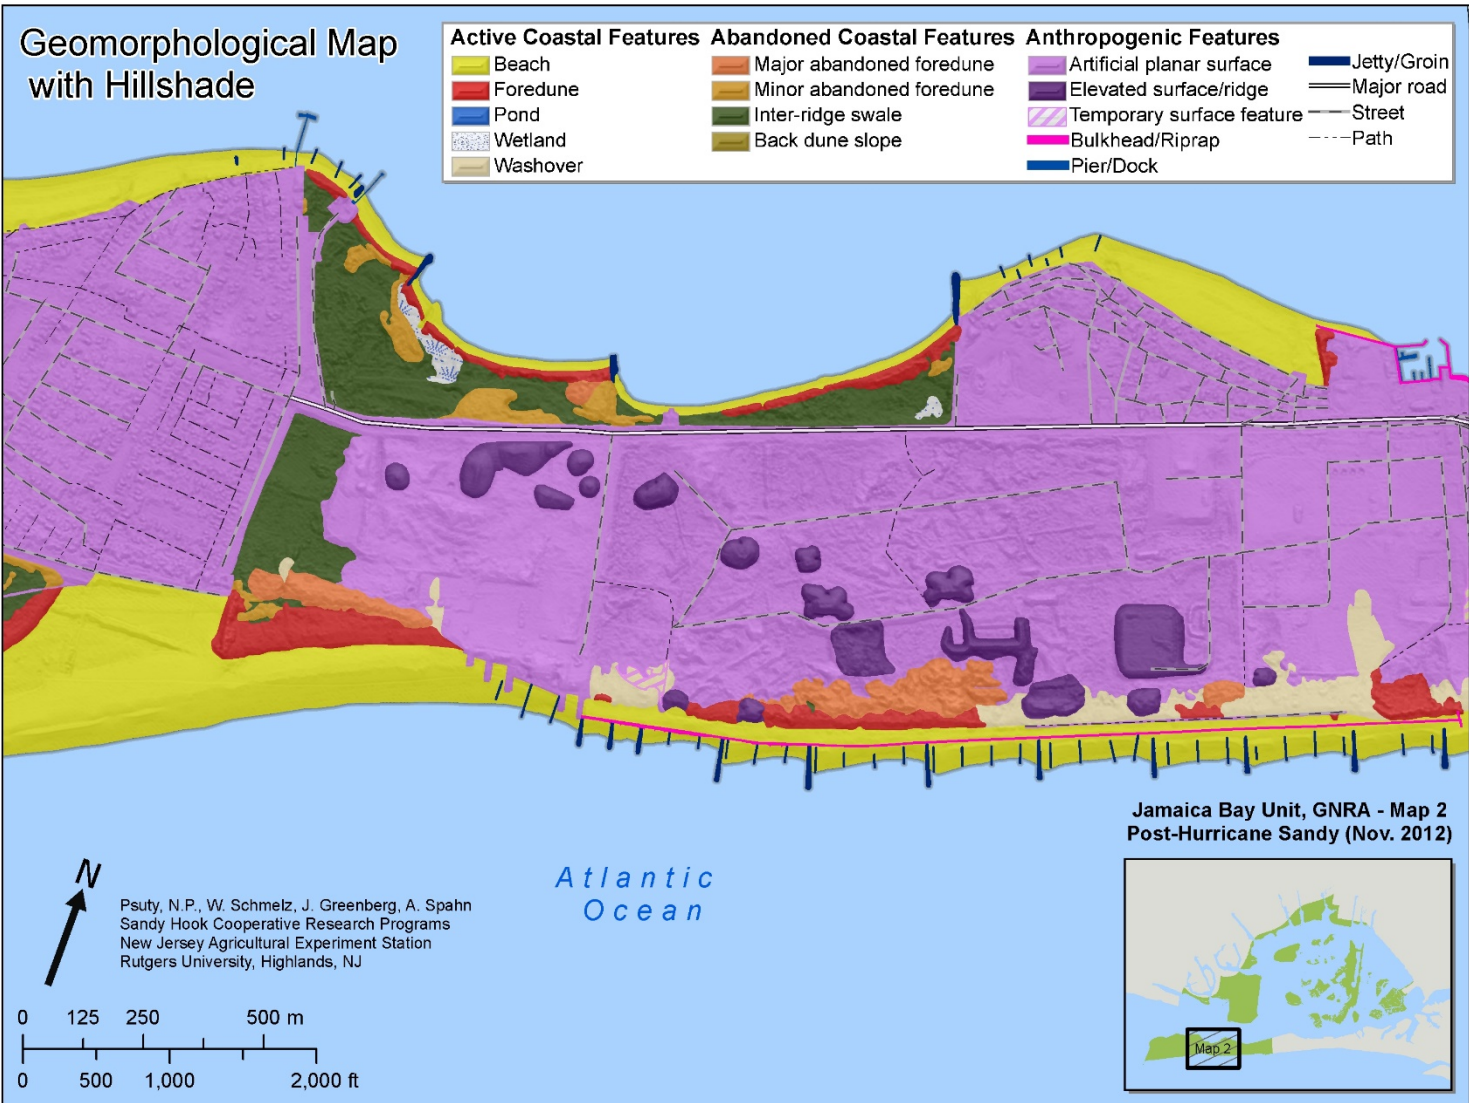 Geomorphological Map
with Hillshade
Active Coastal Features
Beach
Foredune
Pond
Wetland
Washover
Abandoned Coastal Features
Major abandoned foredune
Minor abandoned foredune
Inter-ridge swale
Back dune slope
Anthropogenic Features
Artificial planar surface
Elevated surface/ridge
Temporary surface feature
Bulkhead/Riprap
Pier/Dock
Jetty/Groin
Major road
Street
Path
Atlantic
Ocean
N
Psuty, N.P., W. Schmelz, J. Greenberg, A. Spahn
Sandy Hook Cooperative Research Programs
New Jersey Agricultural Experiment Station
Rutgers University, Highlands, NJ
0 125 250 500 m
0 500 1,000 2,000 ft
Jamaica Bay Unit, GNRA - Map 2
Post-Hurricane Sandy (Nov. 2012)
Map 2